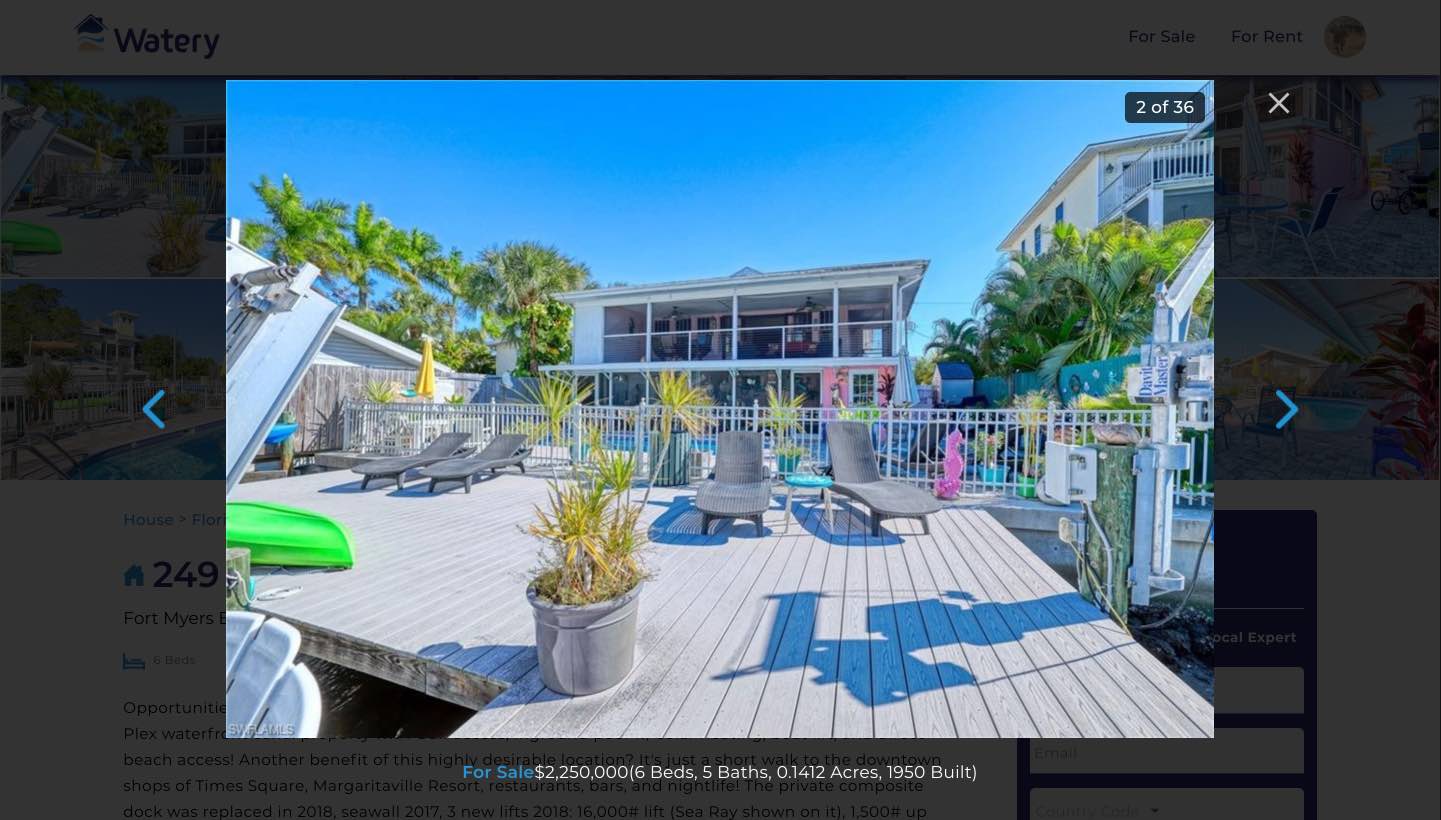 Watery
For Sale
For Rent
2 of 36
David
Master
SWFLAMLS
House > Flor
249
Fort Myers B
6 Beds
ocal Expert
Opportunitie
Plex waterfro
beach access! Another benefit of this highly desirable location? It's just a short walk to the downtown
Email
For Sale$2,250,000(6 Beds, 5 Baths, 0.1412 Acres, 1950 Built)
shops of Times Square, Margaritaville Resort, restaurants, bars, and nightlife! The private composite
dock was replaced in 2018, seawall 2017, 3 new lifts 2018: 16,000# lift (Sea Ray shown on it), 1,500# up
Country Code